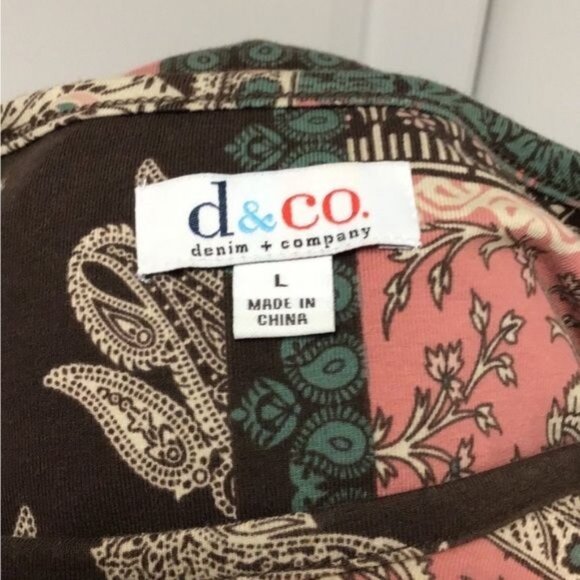 d&co.
denim + company
L
MADE IN
CHINA